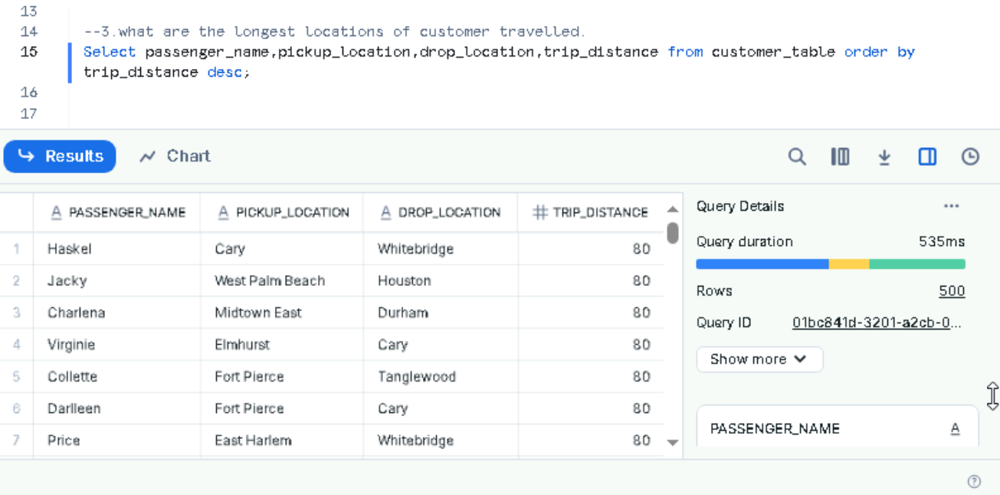 13
14 --3.what are the longest locations of customer travelled.
15 Select passenger_name,pickup_location,drop_location,trip_distance from customer_table order by
trip_distance desc;
16
17
Results Chart
A PASSENGER_NAME A PICKUP_LOCATION A DROP_LOCATION # TRIP_DISTANCE
1 Haskel Cary Whitebridge 80
2 Jacky West Palm Beach Houston 80
3 Charlena Midtown East Durham 80
4 Virginie Elmhurst Cary 80
5 Collette Fort Pierce Tanglewood 80
6 Darlleen Fort Pierce Cary 80
7 Price East Harlem Whitebridge 80
Query Details ...
Query duration 535ms
Rows 500
Query ID 01bc841d-3201-a2cb-0...
Show more
PASSENGER_NAME A